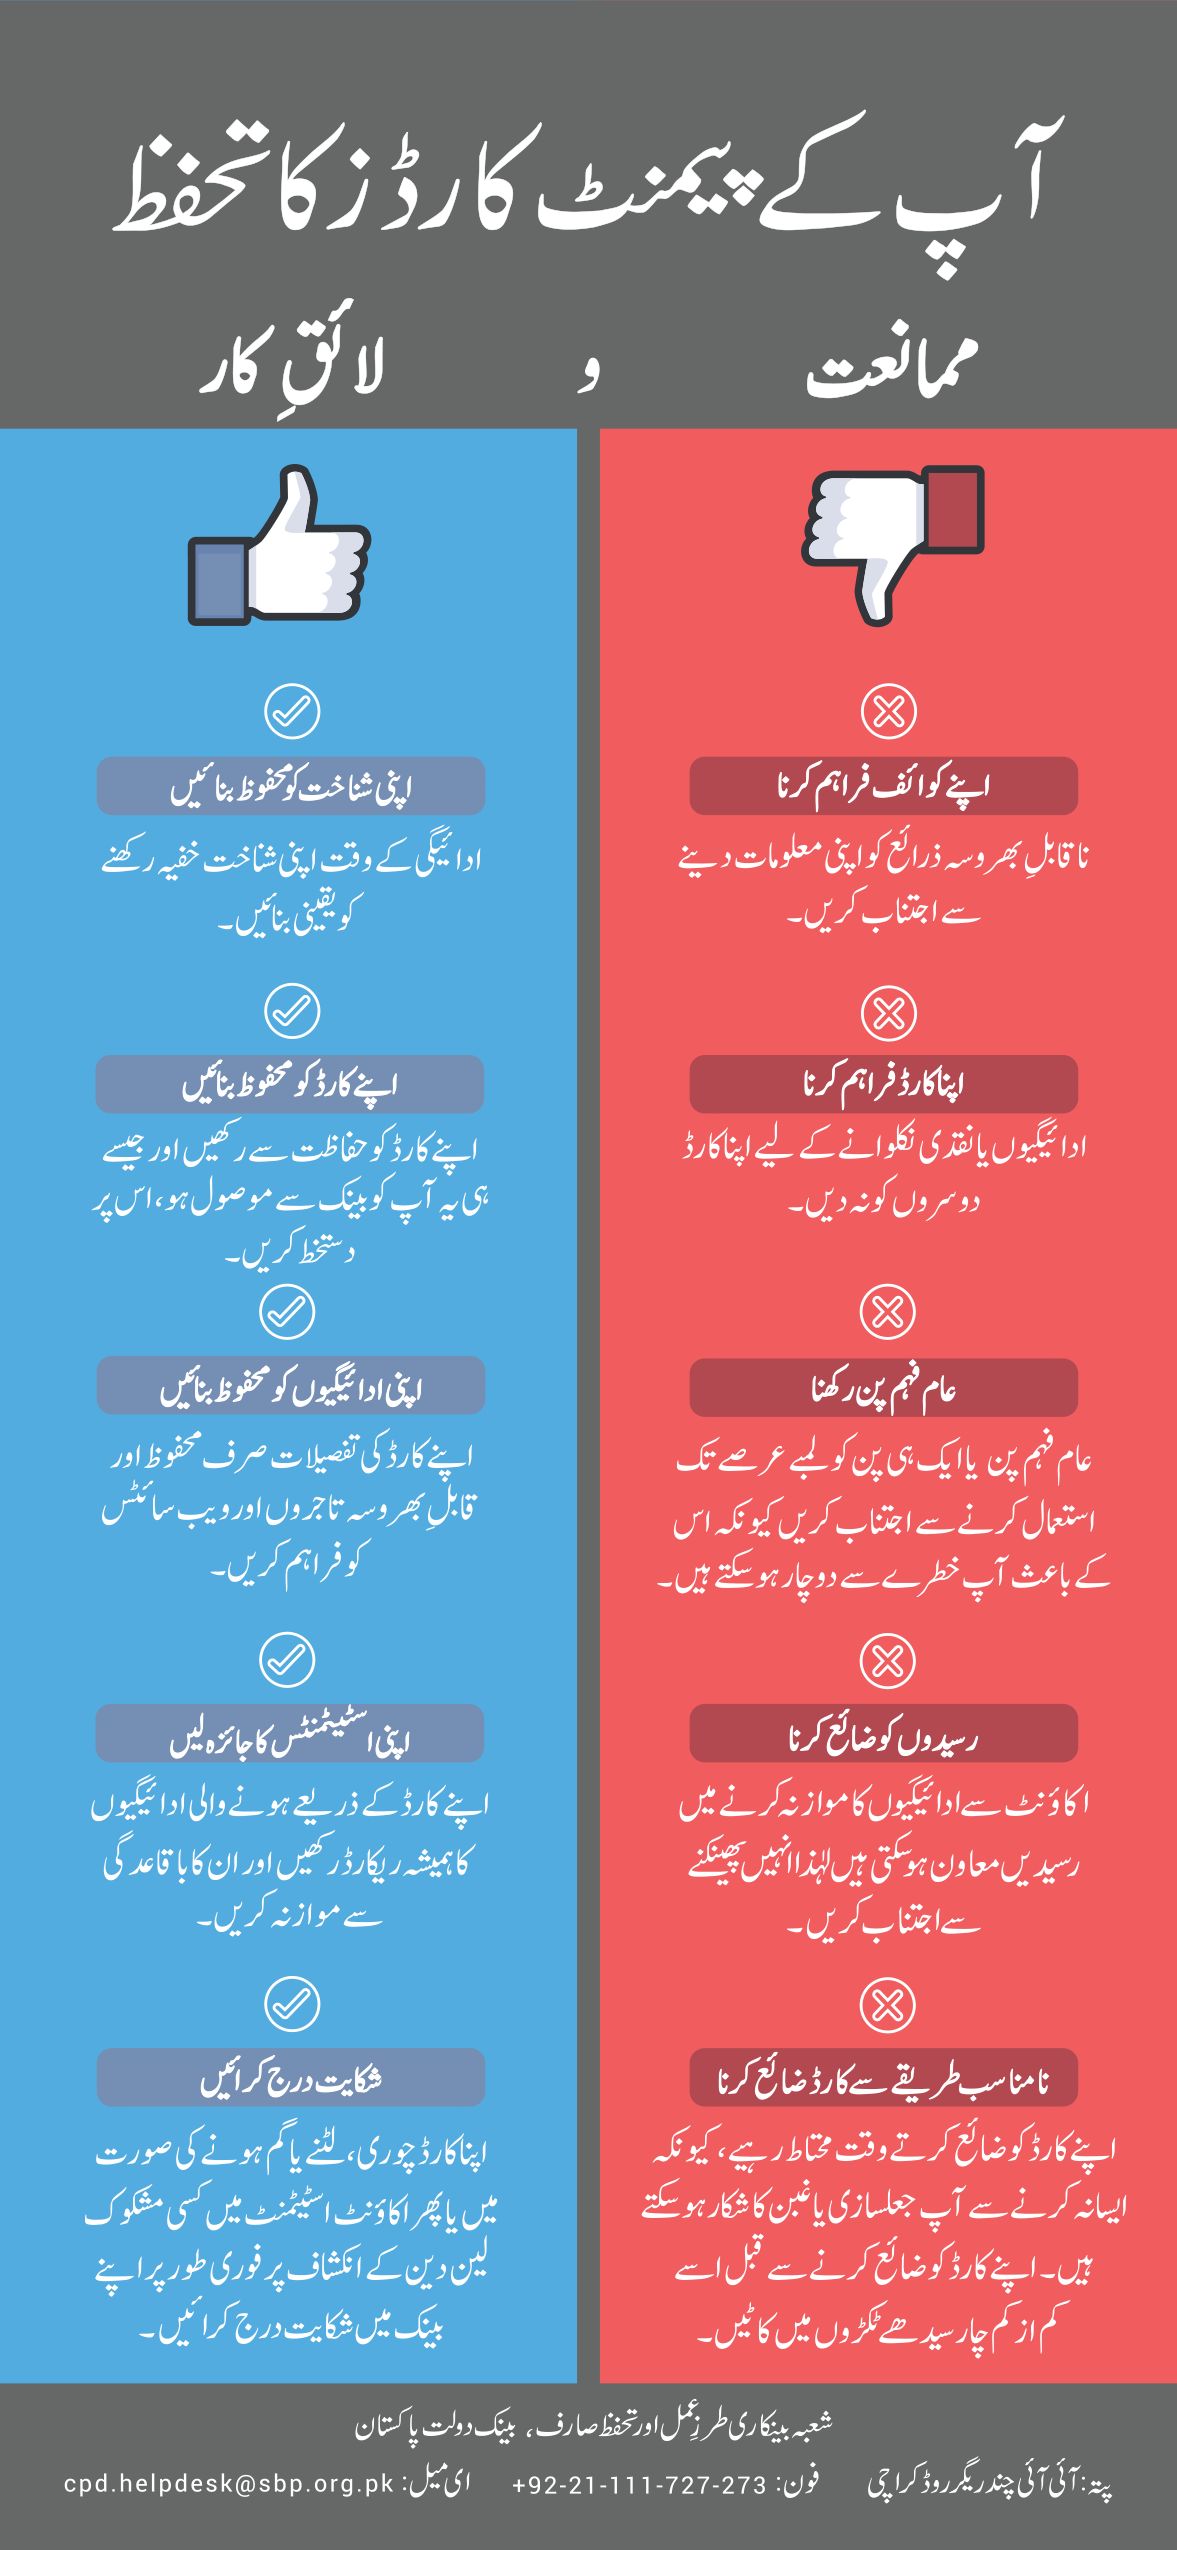 آپ کے پیمنٹ کارڈز کا تحفظ
ممانعت و لائقِ کار
اپنے کوائف فراہم کرنا
ناقابلِ بھروسہ ذرائع کو اپنی معلومات دینے
سے اجتناب کریں۔
اپنا کارڈ فراہم کرنا
ادائیگیوں یا نقدی نکلوانے کے لیے اپنا کارڈ
دوسروں کو نہ دیں۔
عام فہم پن رکھنا
عام فہم پن یا ایک ہی پن کو لمبے عرصے تک
استعمال کرنے سے اجتناب کریں کیونکہ اس
کے باعث آپ خطرے سے دوچار ہو سکتے ہیں۔
رسیدوں کو ضائع کرنا
اکاؤنٹ سے ادائیگیوں کا موازنہ کرنے میں
رسیدیں معاون ہو سکتی ہیں لہٰذا انہیں پھینکنے
سے اجتناب کریں۔
نامناسب طریقے سے کارڈ ضائع کرنا
اپنے کارڈ کو ضائع کرتے وقت محتاط رہیے، کیونکہ
ایسا نہ کرنے سے آپ جعلسازی یا غبن کا شکار ہو سکتے
ہیں۔ اپنے کارڈ کو ضائع کرنے سے قبل اسے
کم از کم چار سیدھے ٹکڑوں میں کاٹیں۔
اپنی شناخت کو محفوظ بنائیں
ادائیگی کے وقت اپنی شناخت خفیہ رکھنے
کو یقینی بنائیں۔
اپنے کارڈ کو محفوظ بنائیں
اپنے کارڈ کو حفاظت سے رکھیں اور جیسے
ہی یہ آپ کو بینک سے موصول ہو، اس پر
دستخط کریں۔
اپنی ادائیگیوں کو محفوظ بنائیں
اپنے کارڈ کی تفصیلات صرف محفوظ اور
قابلِ بھروسہ تاجروں اور ویب سائٹس
کو فراہم کریں۔
اپنی اسٹیٹمنٹس کا جائزہ لیں
اپنے کارڈ کے ذریعے ہونے والی ادائیگیوں
کا ہمیشہ ریکارڈ رکھیں اور ان کا باقاعدگی
سے موازنہ کریں۔
شکایت درج کرائیں
اپنا کارڈ چوری، لٹنے یا گم ہونے کی صورت
میں یا پھر اکاؤنٹ اسٹیٹمنٹ میں کسی مشکوک
لین دین کے انکشاف پر فوری طور پر اپنے
بینک میں شکایت درج کرائیں۔
شعبہ بینکاری طرزِ عمل اور تحفظ صارف، بینک دولت پاکستان
پتہ: آئی آئی چندریگر روڈ کراچی فون: +92-21-111-727-273 ای میل: cpd.helpdesk@sbp.org.pk